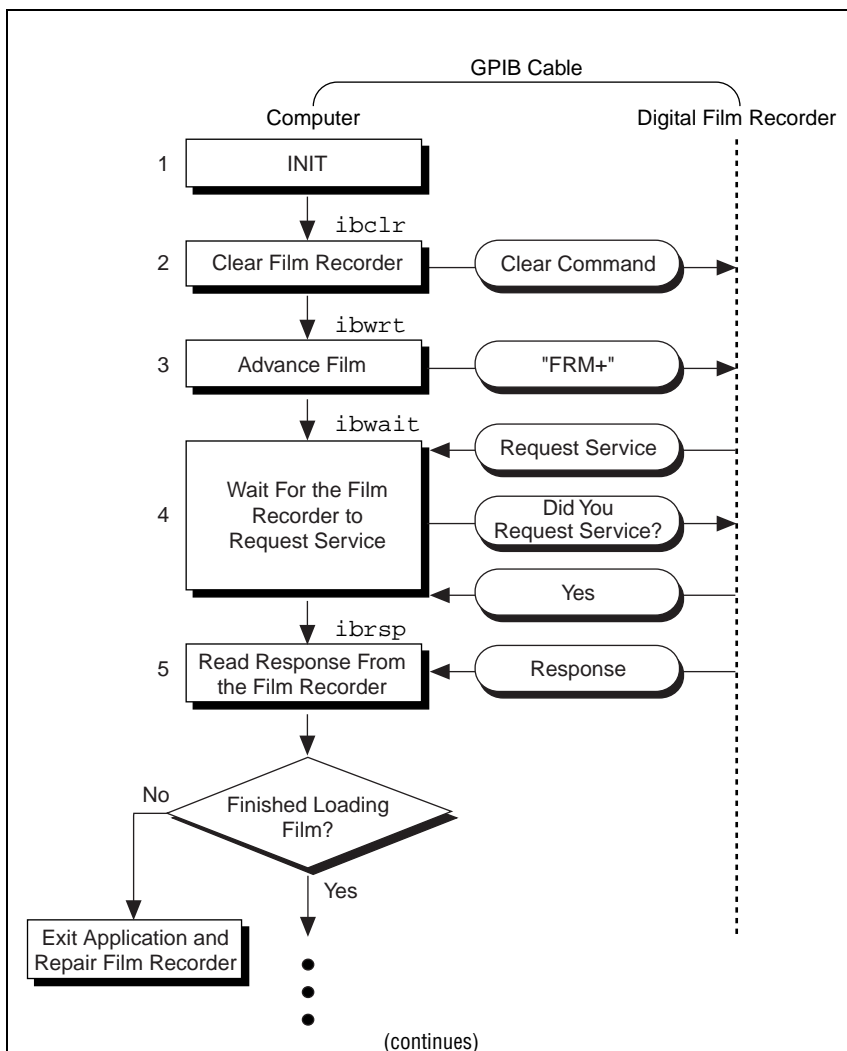 GPIB Cable
Computer
Digital Film Recorder
1
INIT
ibclr
2
Clear Film Recorder
Clear Command
ibwrt
3
Advance Film
"FRM+"
ibwait
Request Service
4
Wait For the Film
Recorder to
Request Service
Did You
Request Service?
Yes
ibrsp
5
Read Response From
the Film Recorder
Response
No
Finished Loading
Film?
Yes
Exit Application and
Repair Film Recorder
(continues)